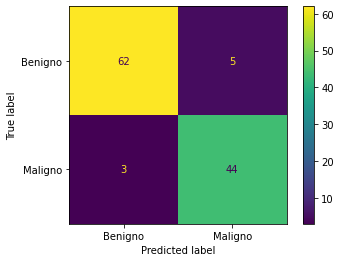 Benigno 62 5
Maligno 3 44
Benigno Maligno
Predicted label
True label
60
50
40
30
20
10